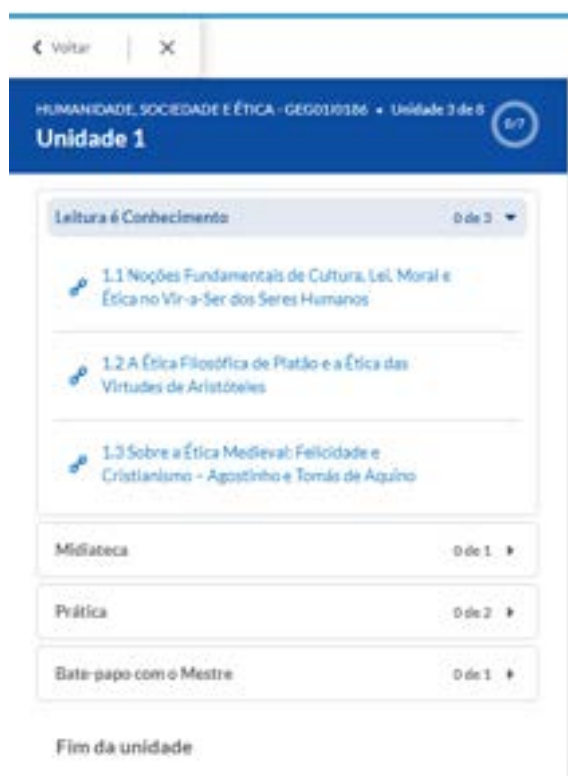 Voltar
HUMANIDADE, SOCIEDADE E ÉTICA - GEG01I0186 • Unidade 3 de 8
0/7
Unidade 1
Leitura é Conhecimento 0 de 3
1.1 Noções Fundamentais de Cultura, Lei, Moral e
Ética no Vir-a-Ser dos Seres Humanos
1.2 A Ética Filosófica de Platão e a Ética das
Virtudes de Aristóteles
1.3 Sobre a Ética Medieval: Felicidade e
Cristianismo – Agostinho e Tomás de Aquino
Midiateca 0 de 1
Prática 0 de 2
Bate-papo com o Mestre 0 de 1
Fim da unidade